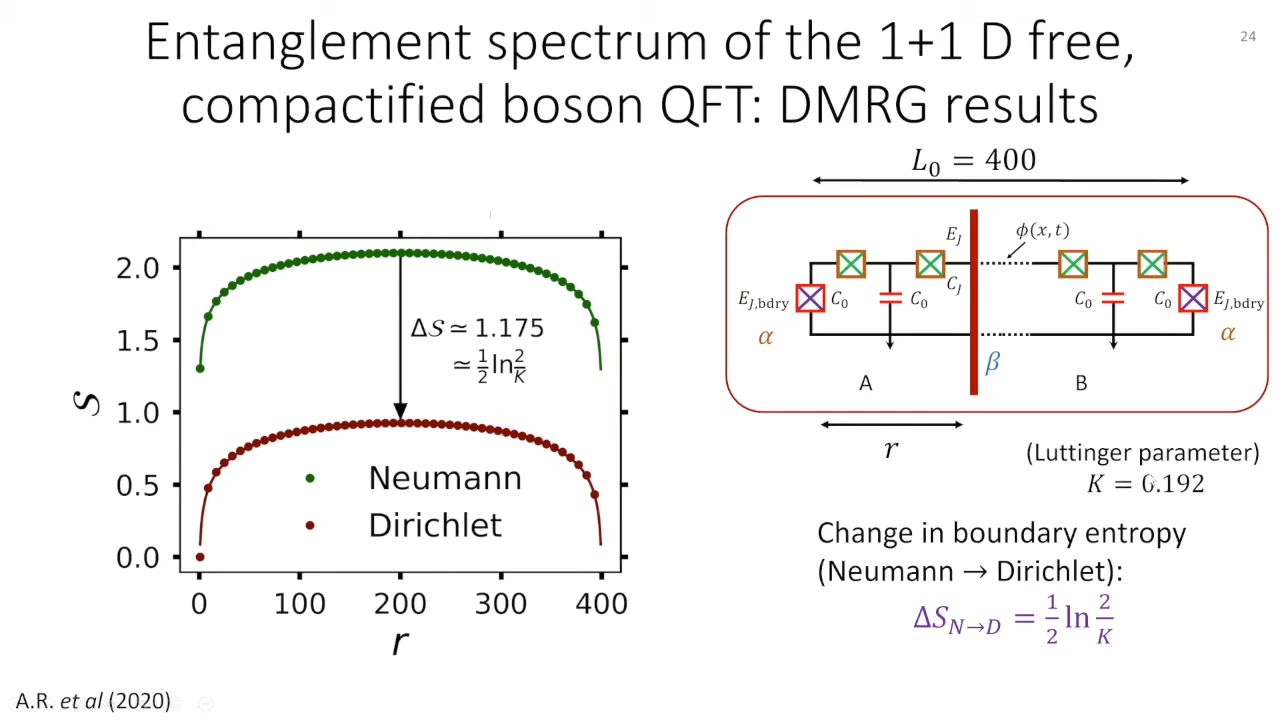 24
Entanglement spectrum of the 1+1 D free,
compactified boson QFT: DMRG results
2.0
1.5
1.0
0.5
0.0
𝒮
Δ𝒮 ≃ 1.175
≃ ½ln 2/K
Neumann
Dirichlet
0 100 200 300 400
r
L₀ = 400
E_J ϕ(x, t)
C_J
E_J,bdry C₀ C₀ C₀ C₀ E_J,bdry
α β α
A B
r
(Luttinger parameter)
K = 0.192
Change in boundary entropy
(Neumann → Dirichlet):
ΔS_N→D = ½ ln 2/K
A.R. et al (2020)